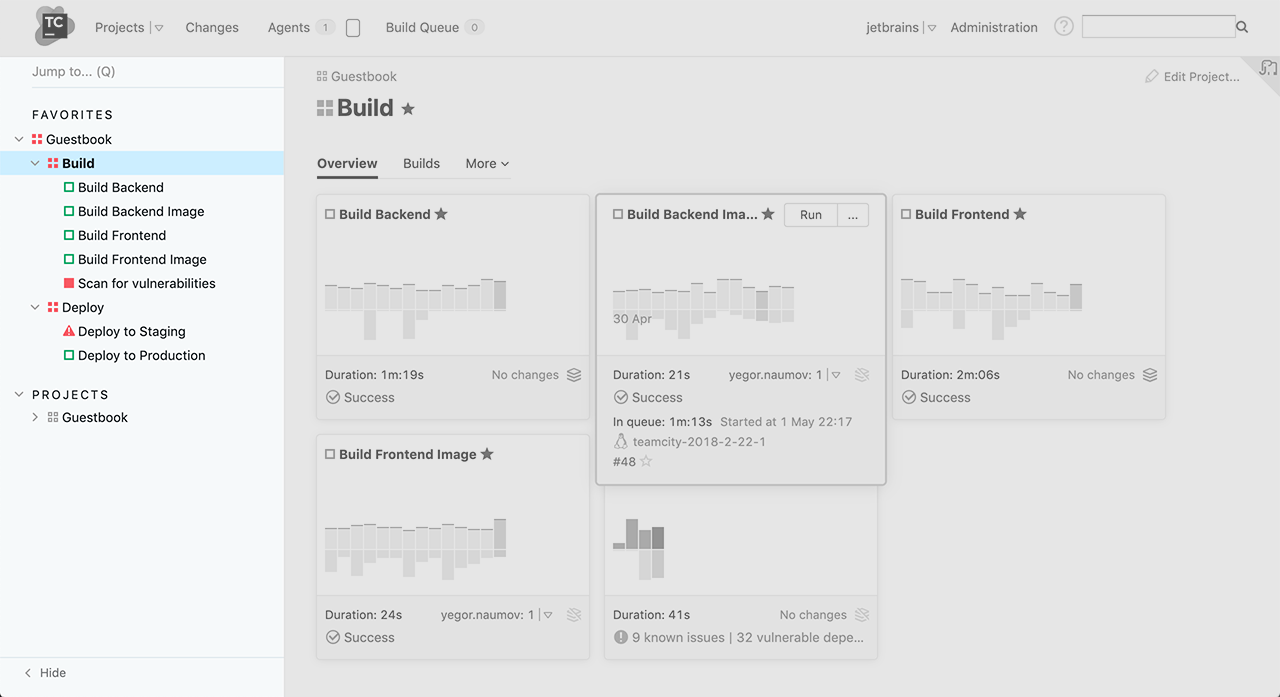 TC
Projects
Changes
Agents 1
Build Queue 0
jetbrains
Administration
?
Jump to... (Q)
FAVORITES
Guestbook
Build
Build Backend
Build Backend Image
Build Frontend
Build Frontend Image
Scan for vulnerabilities
Deploy
Deploy to Staging
Deploy to Production
PROJECTS
Guestbook
Hide
Guestbook
Edit Project...
Build
Overview
Builds
More
Build Backend
Duration: 1m:19s
No changes
Success
Build Backend Ima...
Run
...
30 Apr
Duration: 21s
yegor.naumov: 1
Success
In queue: 1m:13s Started at 1 May 22:17
teamcity-2018-2-22-1
#48
Build Frontend
Duration: 2m:06s
No changes
Success
Build Frontend Image
Duration: 24s
yegor.naumov: 1
Success
Duration: 41s
No changes
9 known issues | 32 vulnerable depe...